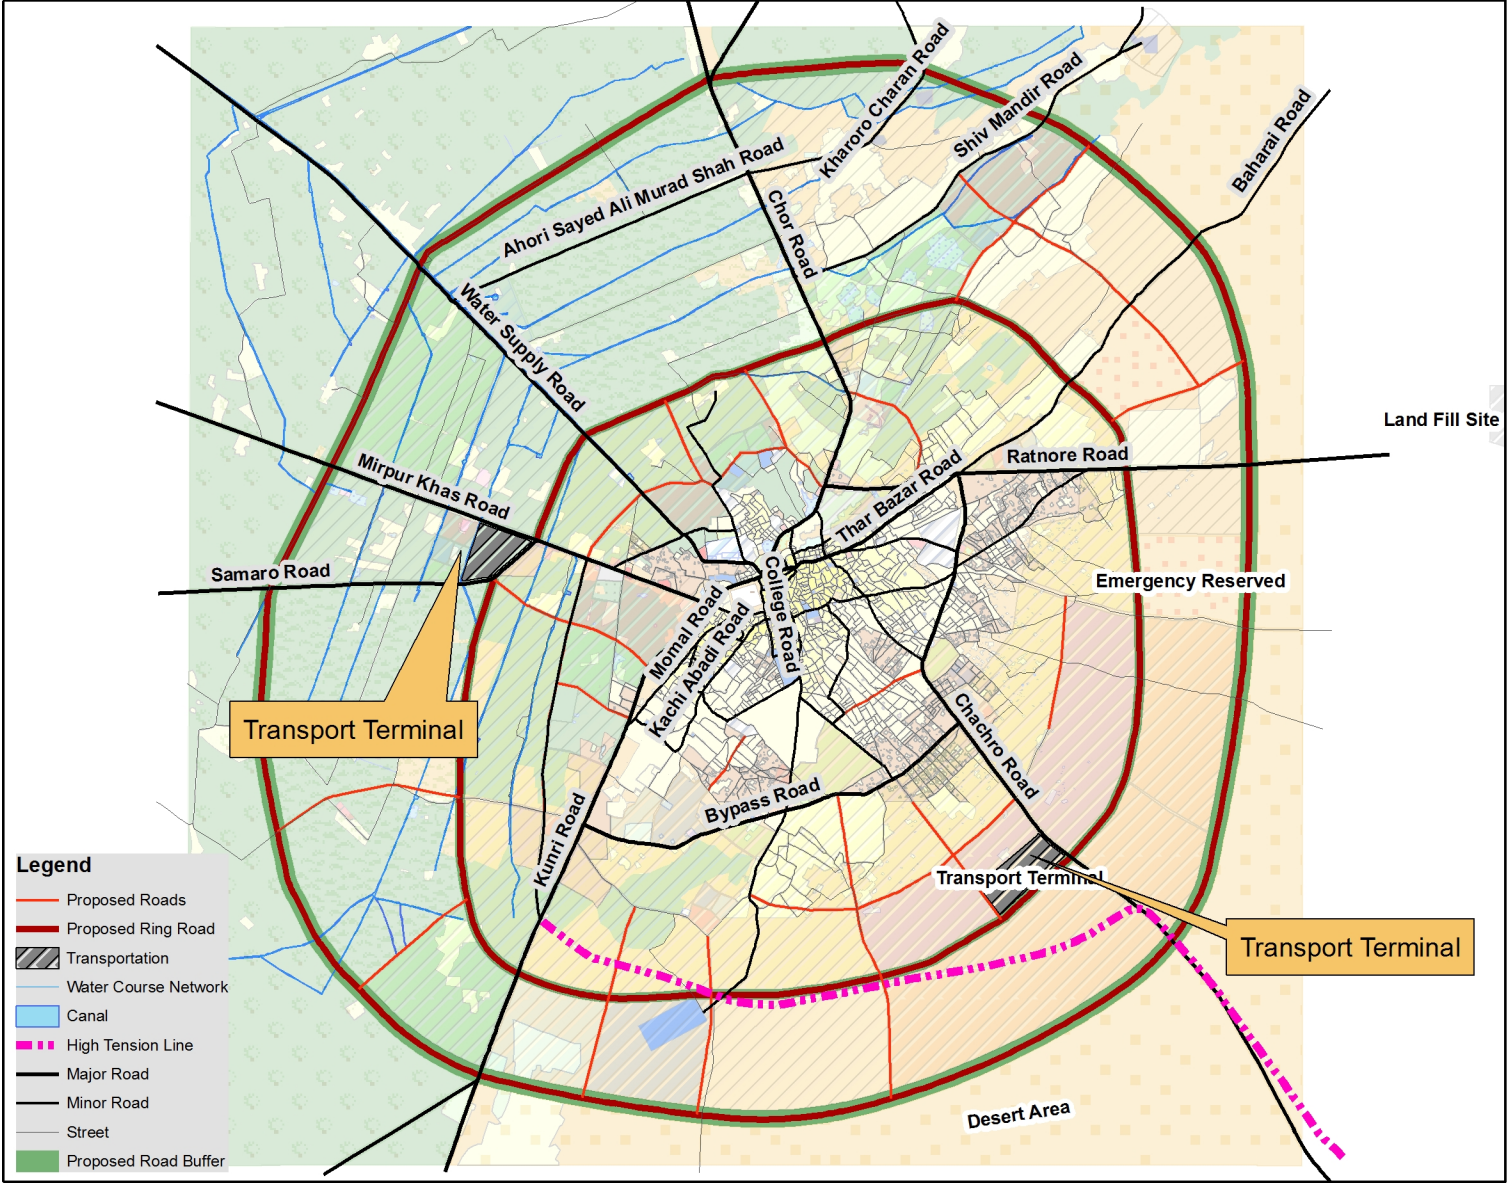 Kharoro Charan Road
Shiv Mandir Road
Baharai Road
Ahori Sayed Ali Murad Shah Road
Chor Road
Water Supply Road
Land Fill Site
Ratnore Road
Mirpur Khas Road
Thar Bazar Road
Samaro Road
Emergency Reserved
College Road
Momal Road
Kachi Abadi Road
Transport Terminal
Chachro Road
Bypass Road
Kunri Road
Transport Terminal
Transport Terminal
Desert Area
Legend
Proposed Roads
Proposed Ring Road
Transportation
Water Course Network
Canal
High Tension Line
Major Road
Minor Road
Street
Proposed Road Buffer